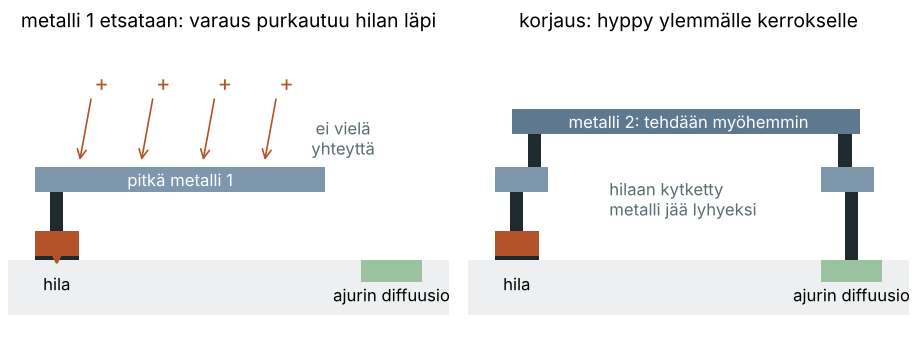 metalli 1 etsataan: varaus purkautuu hilan läpi
+ + + +
ei vielä
yhteyttä
pitkä metalli 1
hila
ajurin diffuusio
korjaus: hyppy ylemmälle kerrokselle
metalli 2: tehdään myöhemmin
hilaan kytketty
metalli jää lyhyeksi
hila
ajurin diffuusio